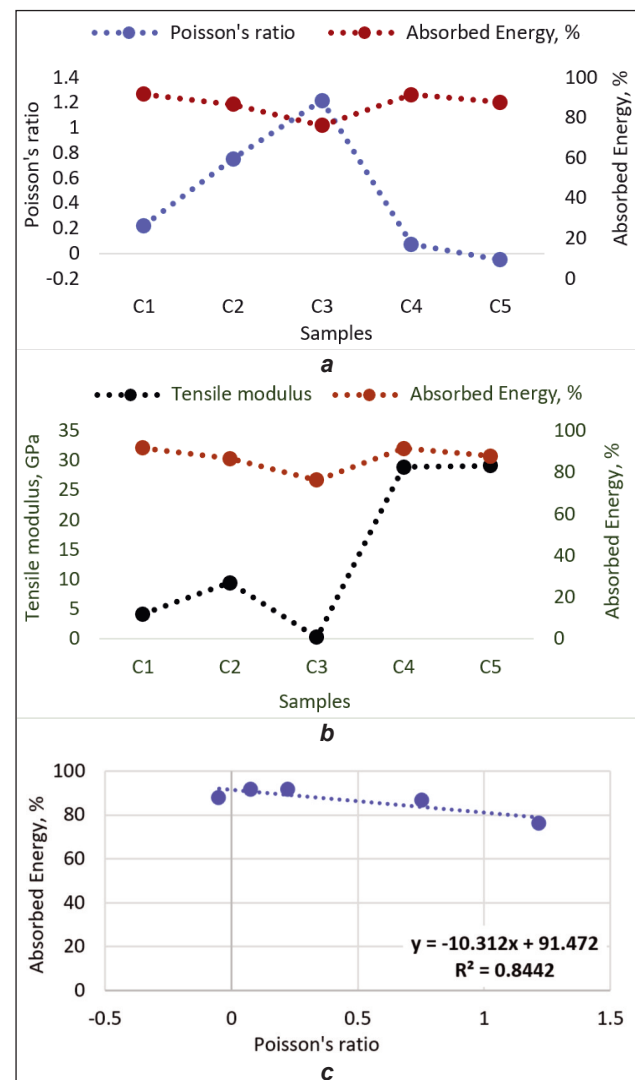 Poisson's ratio Absorbed Energy, %
1.4
1.2
1
0.8
0.6
0.4
0.2
0
-0.2
Poisson's ratio
100
80
60
40
20
0
Absorbed Energy, %
C1 C2 C3 C4 C5
Samples
a
Tensile modulus Absorbed Energy, %
35
30
25
20
15
10
5
0
Tensile modulus, GPa
100
80
60
40
20
0
Absorbed Energy, %
C1 C2 C3 C4 C5
Samples
b
100
80
60
40
20
0
Absorbed Energy, %
y = -10.312x + 91.472
R² = 0.8442
-0.5 0 0.5 1 1.5
Poisson's ratio
c